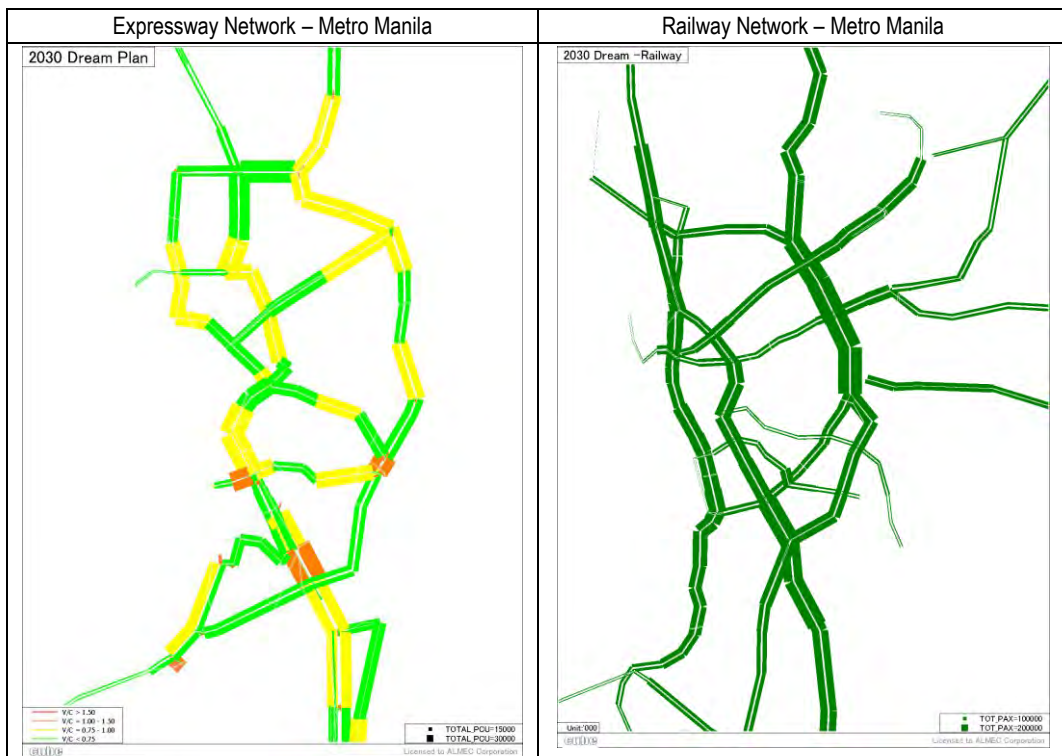 Expressway Network – Metro Manila
Railway Network – Metro Manila
2030 Dream Plan
2030 Dream -Railway
V/C > 1.50
V/C = 1.00 - 1.50
V/C = 0.75 - 1.00
V/C < 0.75
TOTAL_PCU=15000
TOTAL_PCU=30000
Licensed to ALMEC Corporation
Unit:'000
TOT_PAX=100000
TOT_PAX=200000
Licensed to ALMEC Corporation